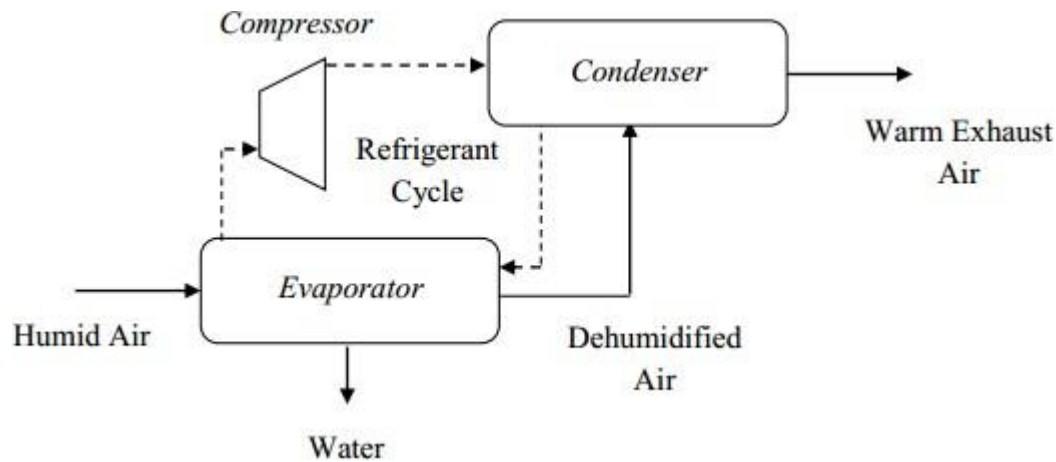 Compressor
Condenser
Refrigerant
Cycle
Warm Exhaust
Air
Evaporator
Humid Air
Dehumidified
Air
Water